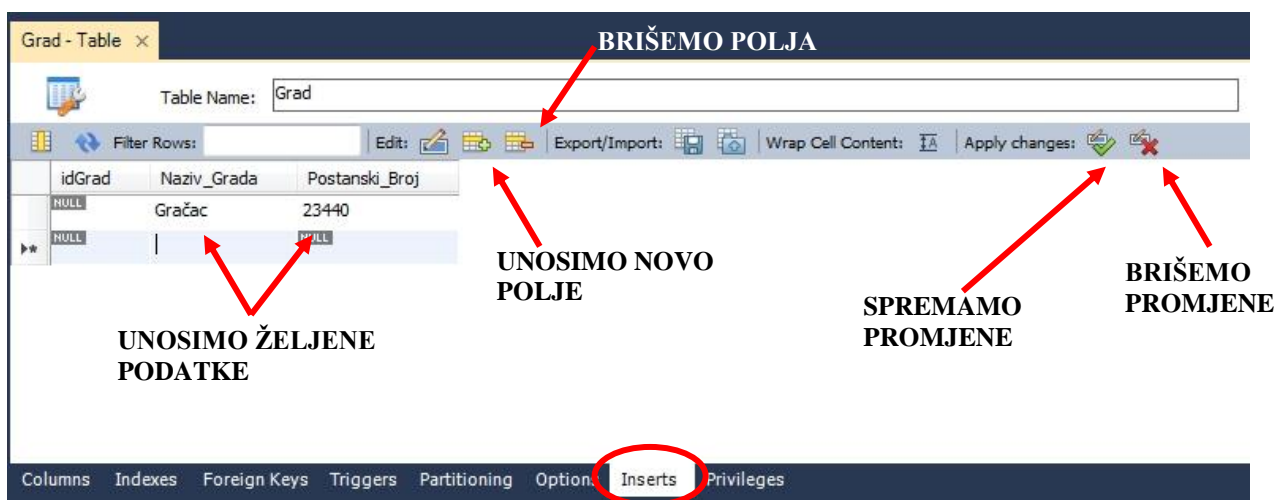 Grad - Table ×
BRIŠEMO POLJA
Table Name: Grad
Filter Rows: Edit: Export/Import: Wrap Cell Content: Apply changes:
idGrad Naziv_Grada Postanski_Broj
NULL Gračac 23440
NULL NULL
UNOSIMO NOVO
POLJE
BRIŠEMO
PROMJENE
SPREMAMO
PROMJENE
UNOSIMO ŽELJENE
PODATKE
Columns Indexes Foreign Keys Triggers Partitioning Options Inserts Privileges